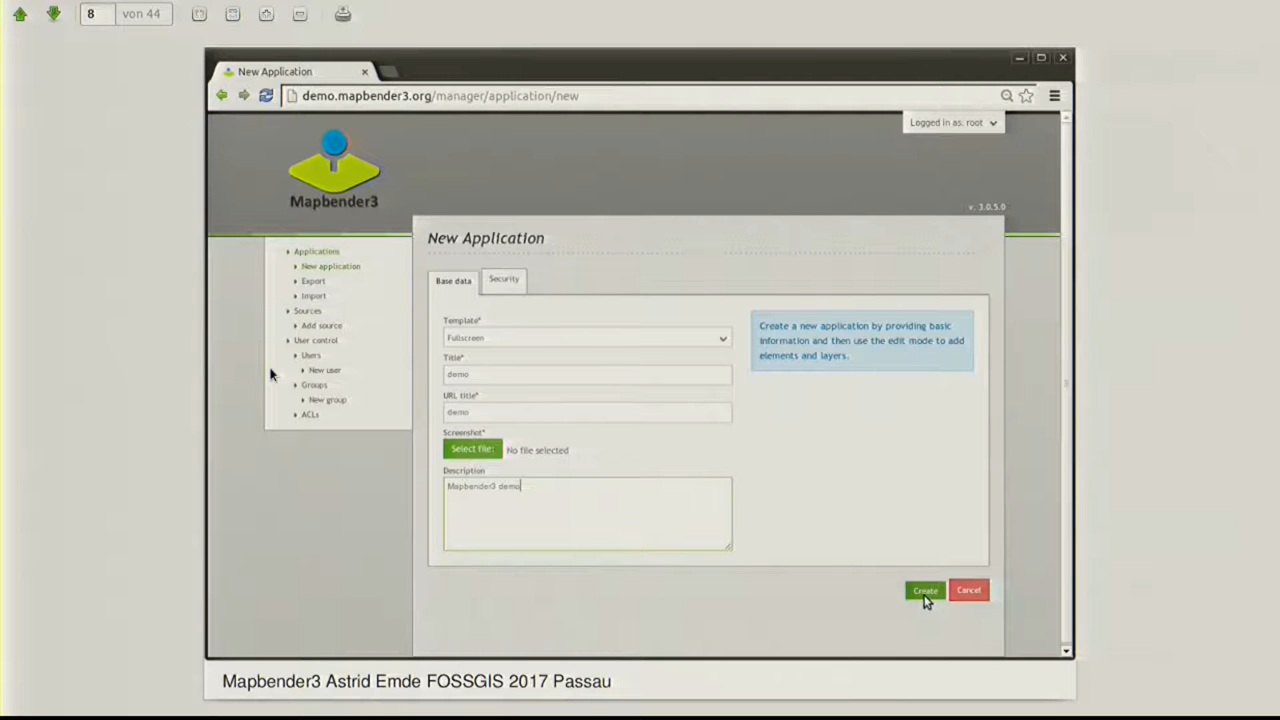 8 von 44
New Application
demo.mapbender3.org/manager/application/new
Logged in as: root
Mapbender3
v. 3.0.5.0
New Application
Applications
New application
Export
Import
Sources
Add source
User control
Users
New user
Groups
New group
ACLs
Base data
Security
Template*
Fullscreen
Title*
demo
URL title*
demo
Screenshot*
Select file:
No file selected
Description
Mapbender3 demo
Create a new application by providing basic
information and then use the edit mode to add
elements and layers.
Create
Cancel
Mapbender3 Astrid Emde FOSSGIS 2017 Passau